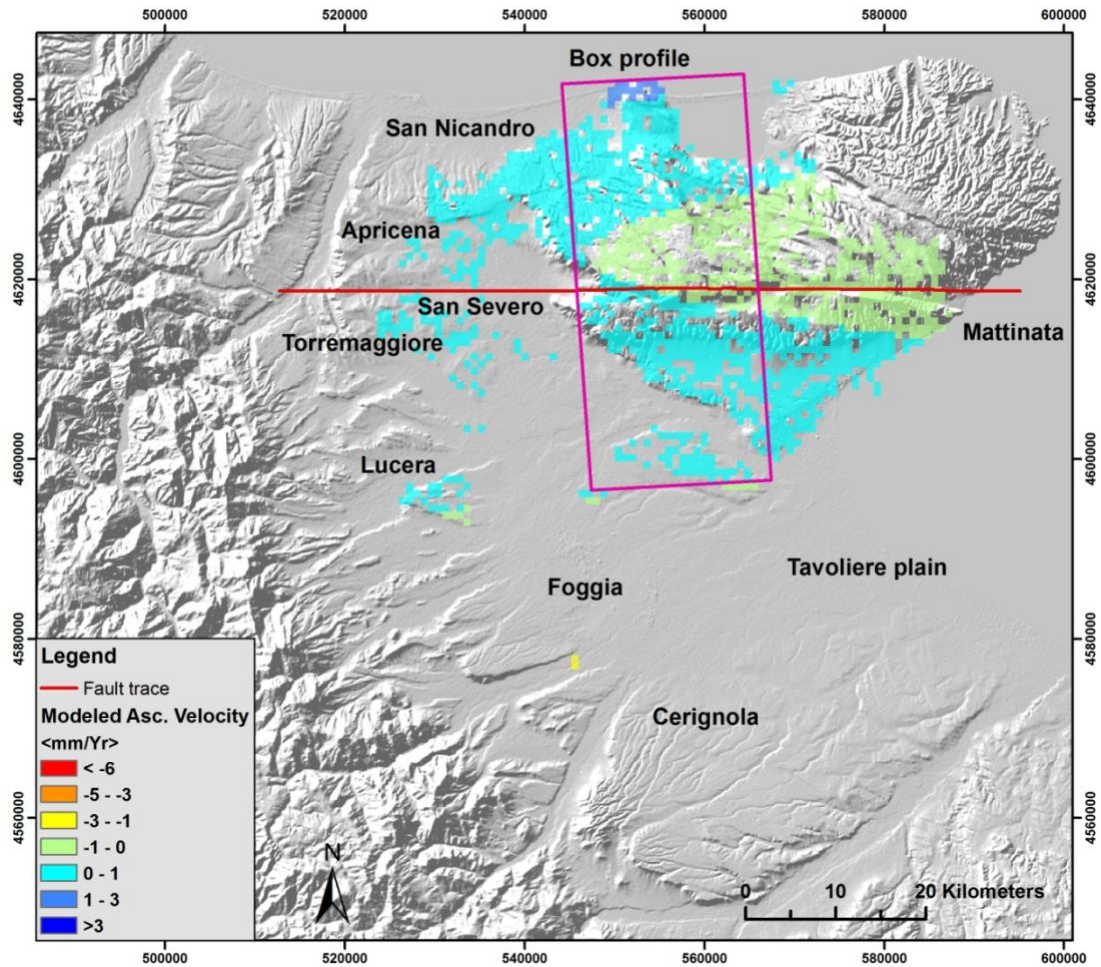 500000 520000 540000 560000 580000 600000
Box profile
4640000 4640000
San Nicandro
Apricena
4620000 4620000
San Severo
Mattinata
Torremaggiore
4600000 4600000
Lucera
Tavoliere plain
Foggia
4580000 4580000
Legend
Fault trace
Modeled Asc. Velocity
<mm/Yr>
< -6
-5 - -3
-3 - -1
-1 - 0
0 - 1
1 - 3
>3
Cerignola
4560000 4560000
N
0 10 20 Kilometers
500000 520000 540000 560000 580000 600000